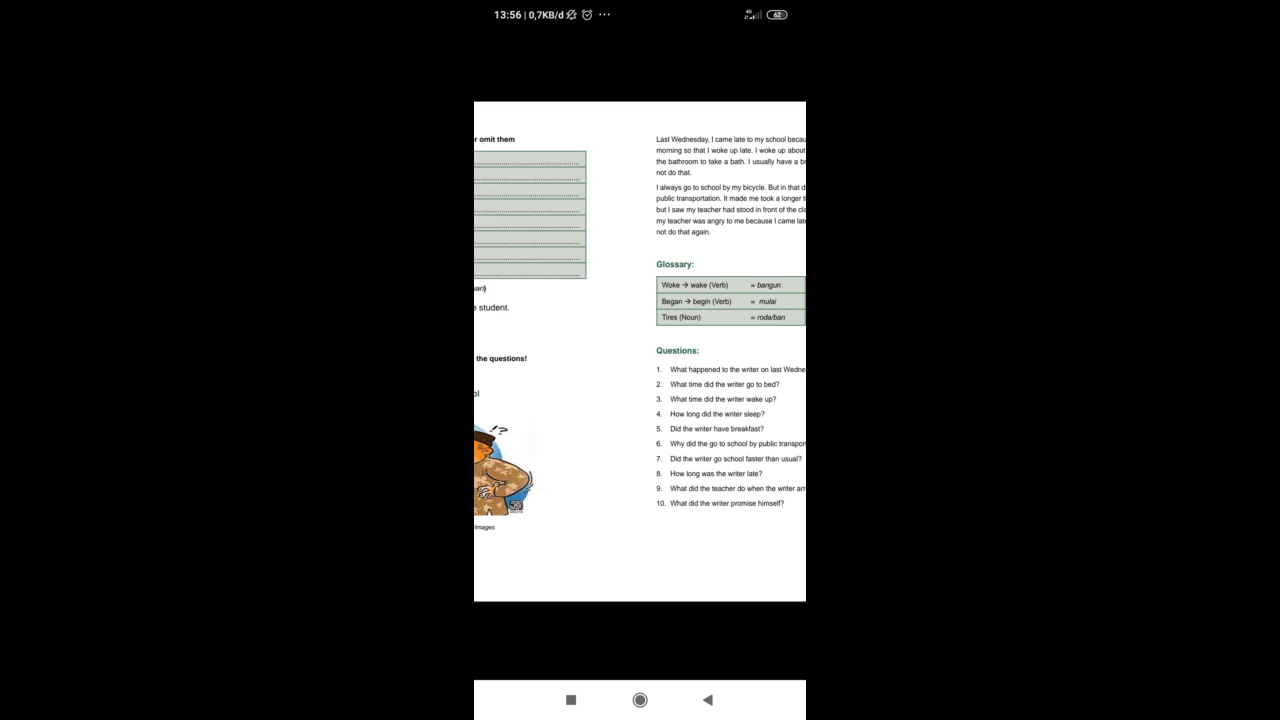 13:56 | 0,7KB/d ...
4G
62
r omit them
student.
the questions!
!?
Images
Last Wednesday, I came late to my school
morning so that I woke up late. I woke up about
the bathroom to take a bath. I usually have a
not do that.
I always go to school by my bicycle. But in that
public transportation. It made me took a longer
but I saw my teacher had stood in front of the
my teacher was angry to me because I came
not do that again.
Glossary:
Woke → wake (Verb) = bangun
Began → begin (Verb) = mulai
Tires (Noun) = roda/ban
Questions:
1. What happened to the writer on last
2. What time did the writer go to bed?
3. What time did the writer wake up?
4. How long did the writer sleep?
5. Did the writer have breakfast?
6. Why did the go to school by public
7. Did the writer go school faster than usual?
8. How long was the writer late?
9. What did the teacher do when the writer
10. What did the writer promise himself?